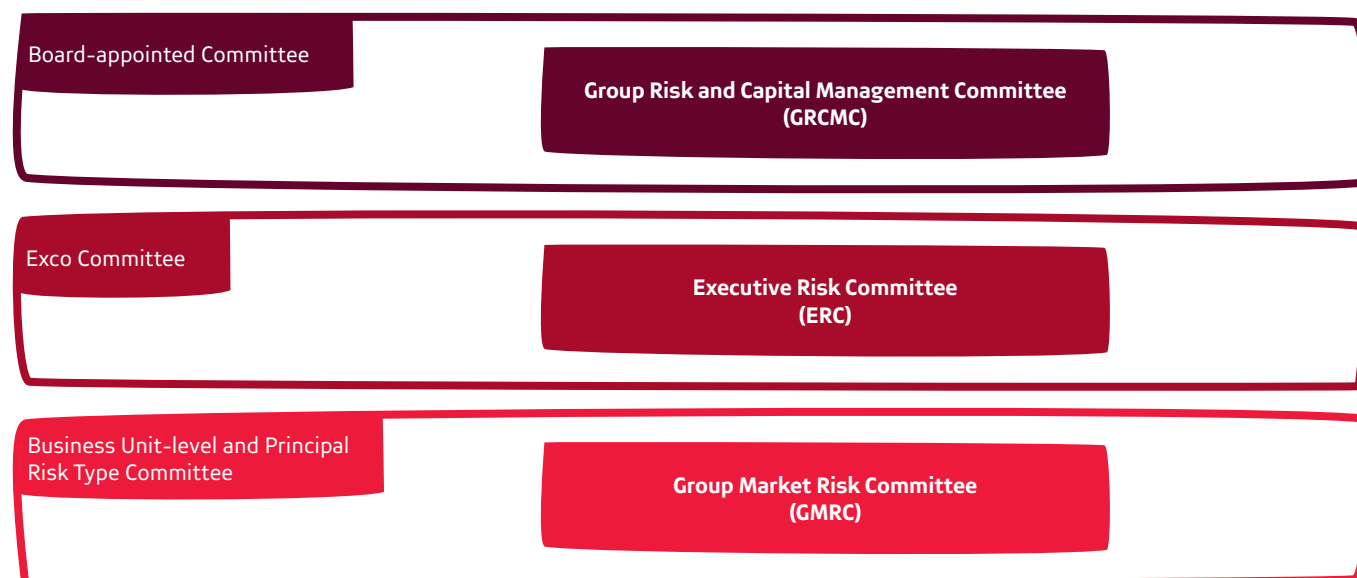 Board-appointed Committee
Group Risk and Capital Management Committee
(GRCMC)
Exco Committee
Executive Risk Committee
(ERC)
Business Unit-level and Principal
Risk Type Committee
Group Market Risk Committee
(GMRC)